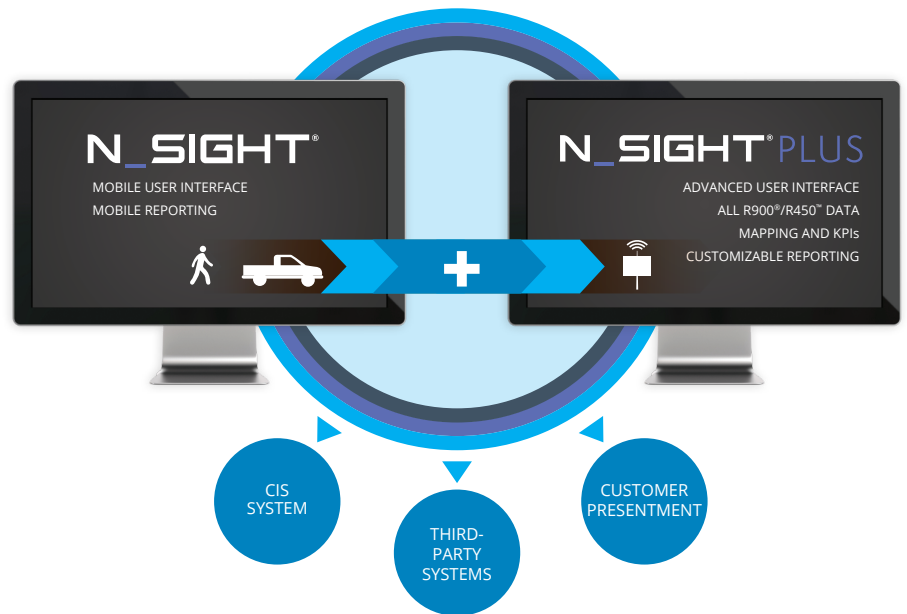 N_SIGHT®
MOBILE USER INTERFACE
MOBILE REPORTING
N_SIGHT® PLUS
ADVANCED USER INTERFACE
ALL R900®/R450™ DATA
MAPPING AND KPIs
CUSTOMIZABLE REPORTING
CIS
SYSTEM
THIRD-
PARTY
SYSTEMS
CUSTOMER
PRESENTMENT